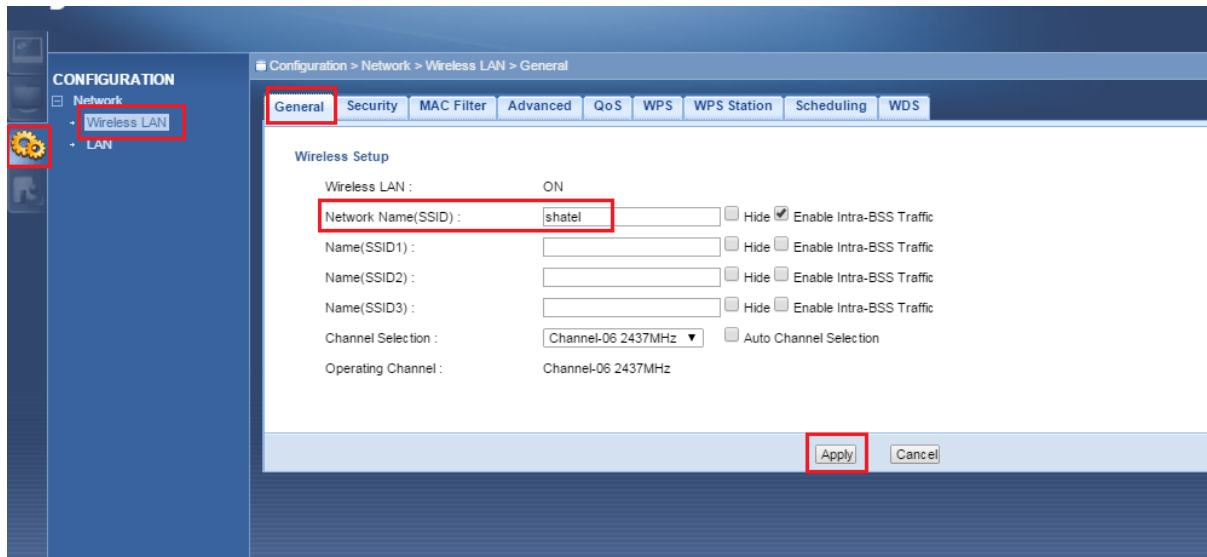 Configuration > Network > Wireless LAN > General
CONFIGURATION
Network
Wireless LAN
LAN
General Security MAC Filter Advanced QoS WPS WPS Station Scheduling WDS
Wireless Setup
Wireless LAN : ON
Network Name(SSID) : shatel Hide Enable Intra-BSS Traffic
Name(SSID1) : Hide Enable Intra-BSS Traffic
Name(SSID2) : Hide Enable Intra-BSS Traffic
Name(SSID3) : Hide Enable Intra-BSS Traffic
Channel Selection : Channel-06 2437MHz Auto Channel Selection
Operating Channel : Channel-06 2437MHz
Apply Cancel